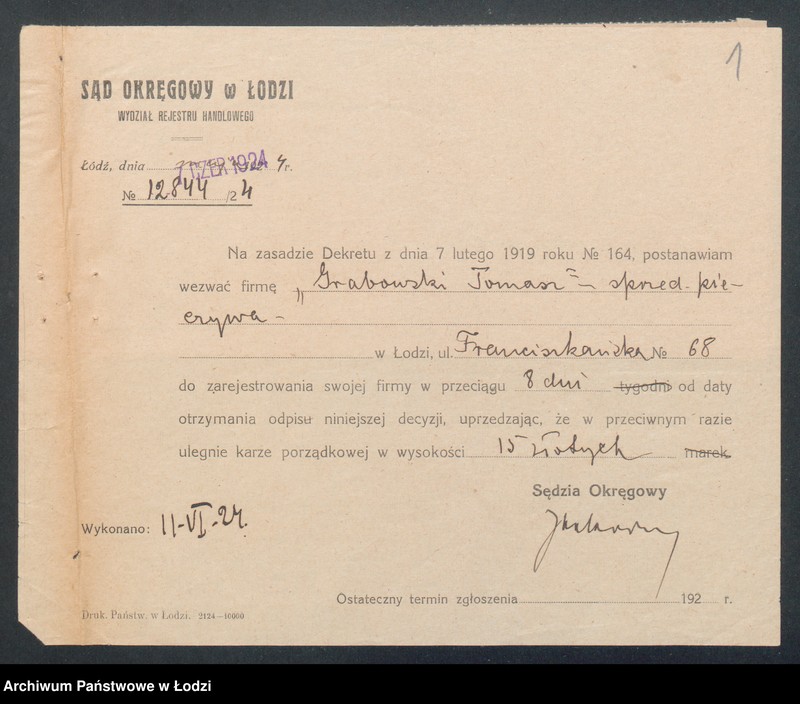 1
SĄD OKRĘGOWY w ŁODZI
WYDZIAŁ REJESTRU HANDLOWEGO
Łódź, dnia 7 CZER 1924 4 r.
№ 12844 /24
Na zasadzie Dekretu z dnia 7 lutego 1919 roku № 164, postanawiam
wezwać firmę „Grabowski Tomasz" – sprzed. pie-
czywa –
w Łodzi, ul. Franciszkańska № 68
do zarejestrowania swojej firmy w przeciągu 8 dni tygodni od daty
otrzymania odpisu niniejszej decyzji, uprzedzając, że w przeciwnym razie
ulegnie karze porządkowej w wysokości 15 złotych marek.
Sędzia Okręgowy
Wykonano: 11-VI-24.
Ostateczny termin zgłoszenia 192 r.
Druk. Państw. w Łodzi. 2124—10000
Archiwum Państwowe w Łodzi